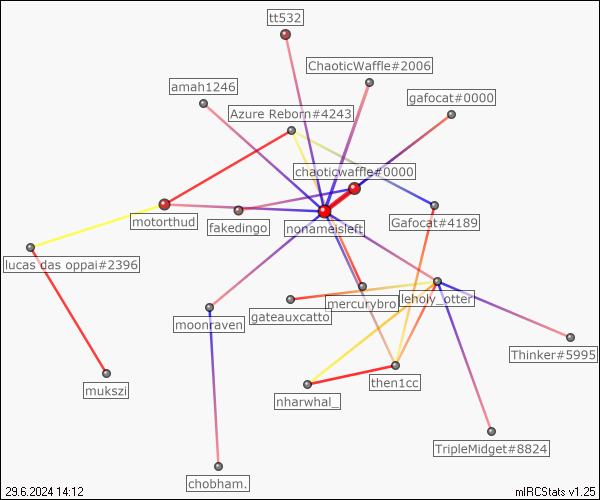 tt532
ChaoticWaffle#2006
amah1246
gafocat#0000
Azure Reborn#4243
chaoticwaffle#0000
motorthud
fakedingo
nonameisleft
Gafocat#4189
lucas das oppai#2396
mercurybro
leholy_otter
gateauxcatto
moonraven
Thinker#5995
mukszi
then1cc
nharwhal_
TripleMidget#8824
chobham.
29.6.2024 14:12
mIRCStats v1.25